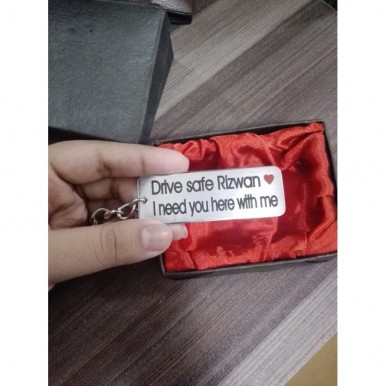 Drive safe Rizwan ♥
I need you here with me